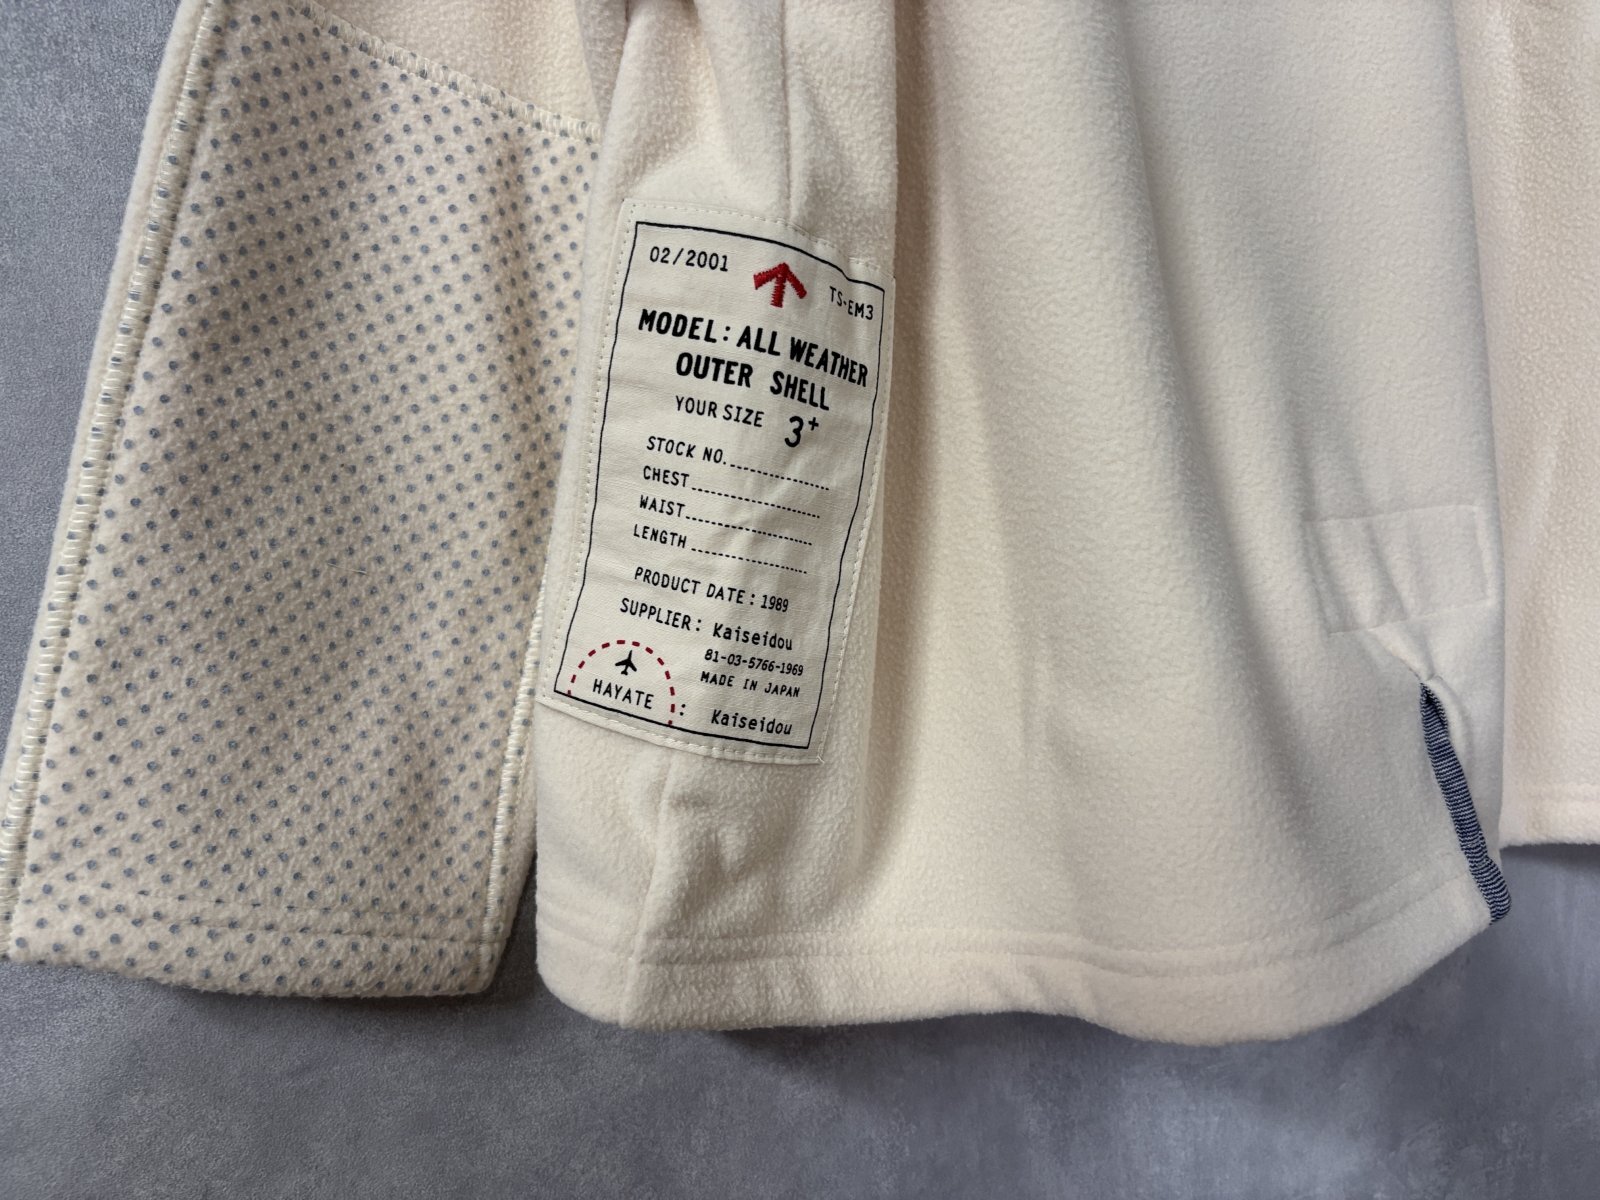 02/2001
TS-EM3
MODEL: ALL WEATHER
OUTER SHELL
YOUR SIZE 3+
STOCK NO.
CHEST
WAIST
LENGTH
PRODUCT DATE: 1989
SUPPLIER: Kaiseidou
81-03-5766-1969
MADE IN JAPAN
HAYATE : Kaiseidou